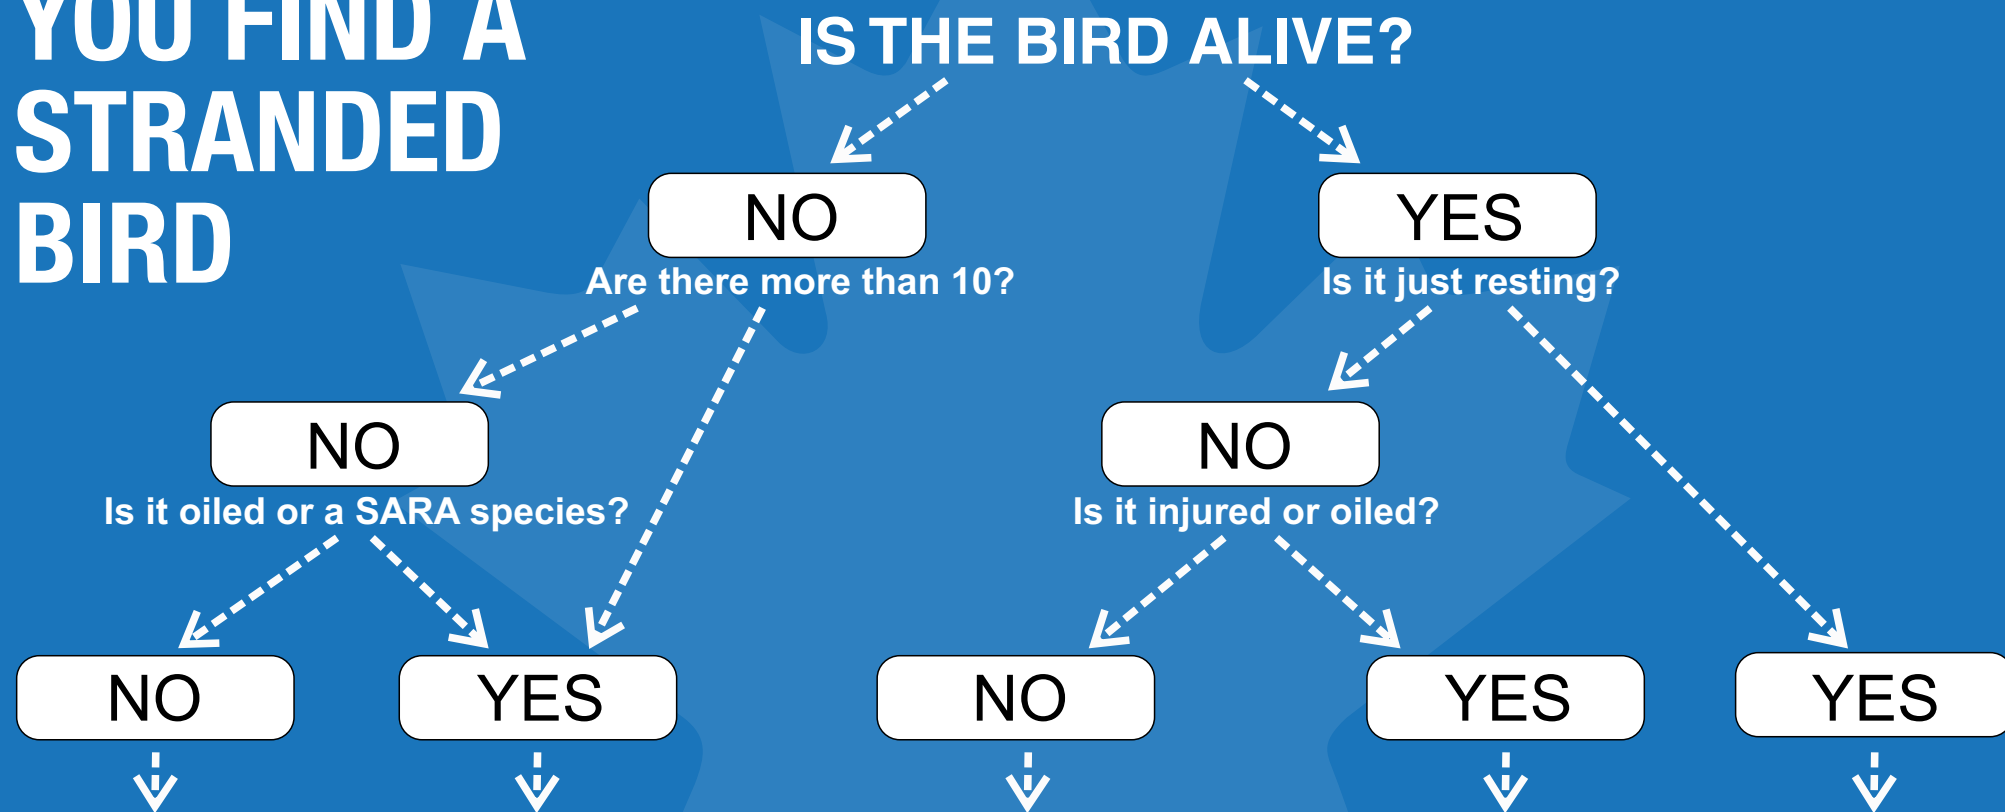 YOU FIND A
STRANDED
BIRD
IS THE BIRD ALIVE?
NO
YES
Are there more than 10?
Is it just resting?
NO
NO
Is it oiled or a SARA species?
Is it injured or oiled?
NO
YES
NO
YES
YES